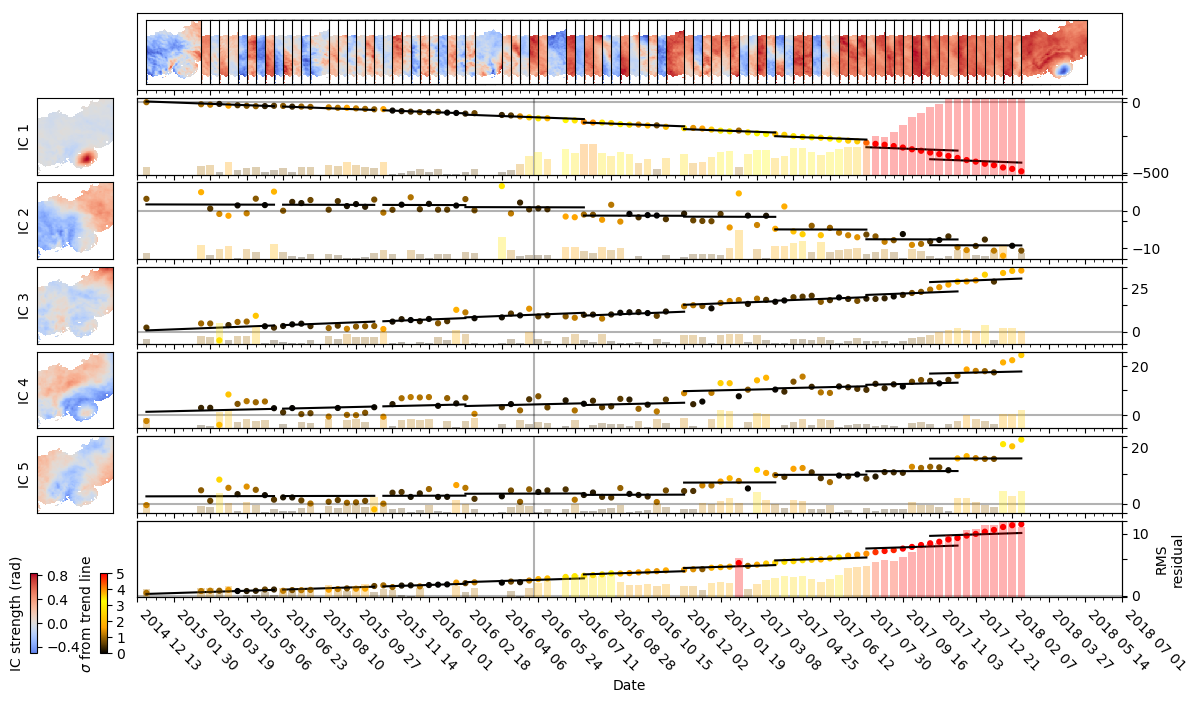 IC 1
0
−500
IC 2
0
−10
IC 3
25
0
IC 4
20
0
IC 5
20
0
10
0
RMS
residual
IC strength (rad)
0.8
0.4
0.0
−0.4
σ from trend line
5
4
3
2
1
0
2014 12 13
2015 01 30
2015 03 19
2015 05 06
2015 06 23
2015 08 10
2015 09 27
2015 11 14
2016 01 01
2016 02 18
2016 04 06
2016 05 24
2016 07 11
2016 08 28
2016 10 15
2016 12 02
2017 01 19
2017 03 08
2017 04 25
2017 06 12
2017 07 30
2017 09 16
2017 11 03
2017 12 21
2018 02 07
2018 03 27
2018 05 14
2018 07 01
Date